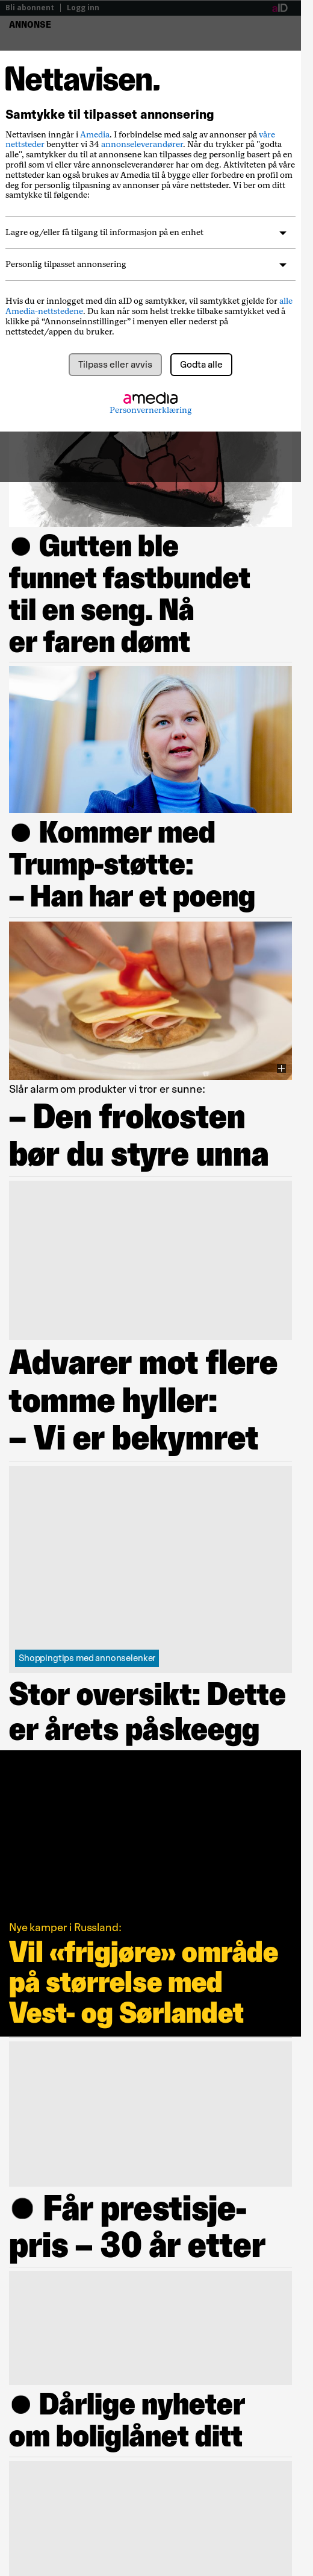 Bli abonnent | Logg inn
aID
ANNONSE
Nettavisen.
Samtykke til tilpasset annonsering
Nettavisen inngår i Amedia. I forbindelse med salg av annonser på våre
nettsteder benytter vi 34 annonseleverandører. Når du trykker på "godta
alle", samtykker du til at annonsene kan tilpasses deg personlig basert på en
profil som vi eller våre annonseleverandører har om deg. Aktiviteten på våre
nettsteder kan også brukes av Amedia til å bygge eller forbedre en profil om
deg for personlig tilpasning av annonser på våre nettsteder. Vi ber om ditt
samtykke til følgende:
Lagre og/eller få tilgang til informasjon på en enhet
Personlig tilpasset annonsering
Hvis du er innlogget med din aID og samtykker, vil samtykket gjelde for alle
Amedia-nettstedene. Du kan når som helst trekke tilbake samtykket ved å
klikke på “Annonseinnstillinger” i menyen eller nederst på
nettstedet/appen du bruker.
Tilpass eller avvis
Godta alle
amedia
Personvernerklæring
● Gutten ble
funnet fastbundet
til en seng. Nå
er faren dømt
● Kommer med
Trump-støtte:
– Han har et poeng
Slår alarm om produkter vi tror er sunne:
– Den frokosten
bør du styre unna
Advarer mot flere
tomme hyller:
– Vi er bekymret
Shoppingtips med annonselenker
Stor oversikt: Dette
er årets påskeegg
Nye kamper i Russland:
Vil «frigjøre» område
på størrelse med
Vest- og Sørlandet
● Får prestisje-
pris – 30 år etter
● Dårlige nyheter
om boliglånet ditt